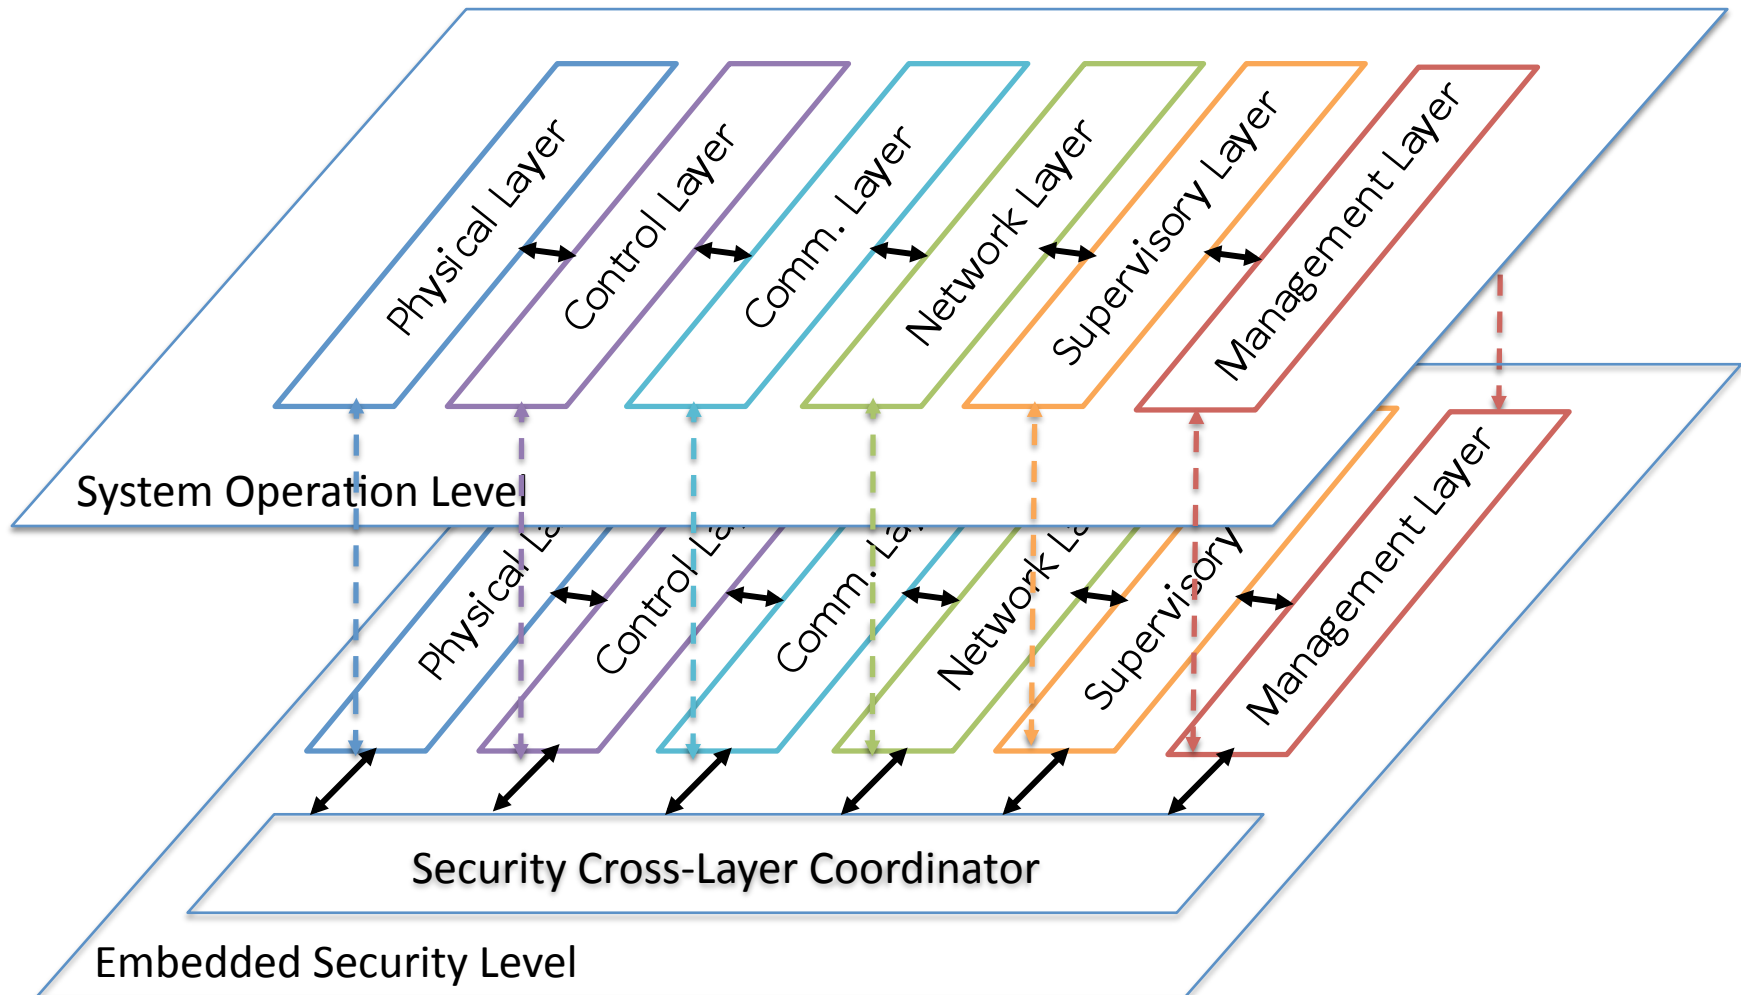 Physical Layer
Control Layer
Comm. Layer
Network Layer
Supervisory Layer
Management Layer
System Operation Level
Physical
Control
Comm.
Network
Supervisory
Management Layer
Security Cross-Layer Coordinator
Embedded Security Level